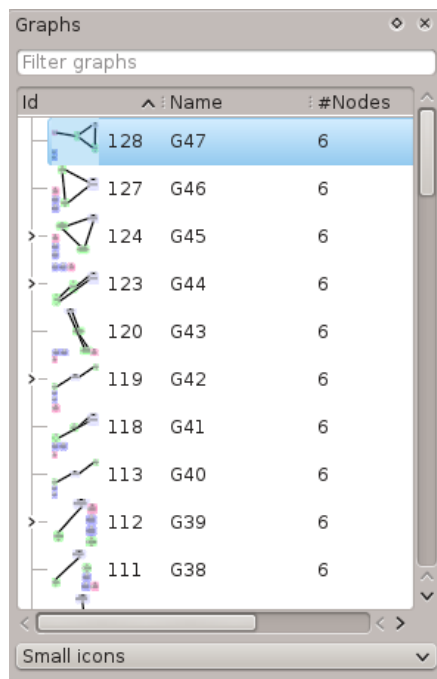 Graphs
Filter graphs
Id Name #Nodes
128 G47 6
127 G46 6
124 G45 6
123 G44 6
120 G43 6
119 G42 6
118 G41 6
113 G40 6
112 G39 6
111 G38 6
Small icons